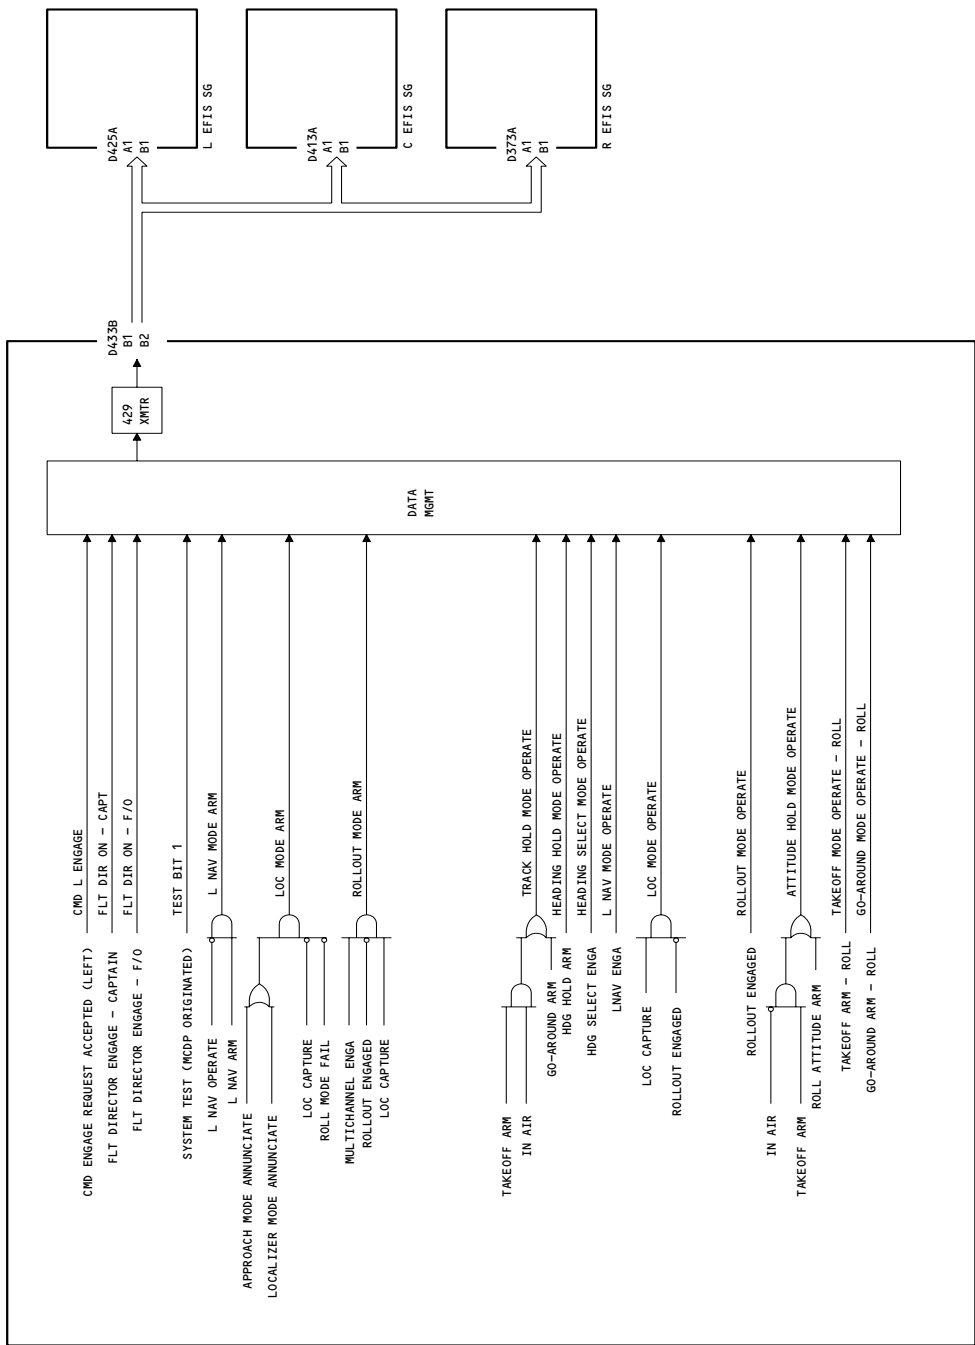 CMD ENGAGE REQUEST ACCEPTED (LEFT)
CMD L ENGAGE
FLT DIRECTOR ENGAGE - CAPTAIN
FLT DIR ON - CAPT
FLT DIRECTOR ENGAGE - F/O
FLT DIR ON - F/O
SYSTEM TEST (MCDP ORIGINATED)
TEST BIT 1
L NAV OPERATE
L NAV ARM
L NAV MODE ARM
APPROACH MODE ANNUNCIATE
LOCALIZER MODE ANNUNCIATE
LOC CAPTURE
ROLL MODE FAIL
LOC MODE ARM
MULTICHANNEL ENGA
ROLLOUT ENGAGED
LOC CAPTURE
ROLLOUT MODE ARM
TAKEOFF ARM
IN AIR
GO-AROUND ARM
TRACK HOLD MODE OPERATE
HDG HOLD ARM
HEADING HOLD MODE OPERATE
HDG SELECT ENGA
HEADING SELECT MODE OPERATE
LNAV ENGA
L NAV MODE OPERATE
LOC CAPTURE
ROLLOUT ENGAGED
LOC MODE OPERATE
ROLLOUT ENGAGED
ROLLOUT MODE OPERATE
IN AIR
TAKEOFF ARM
ROLL ATTITUDE ARM
ATTITUDE HOLD MODE OPERATE
TAKEOFF ARM - ROLL
TAKEOFF MODE OPERATE - ROLL
GO-AROUND ARM - ROLL
GO-AROUND MODE OPERATE - ROLL
DATA
MGMT
429
XMTR
D433B
B1
B2
D425A
A1
B1
L EFIS SG
D413A
A1
B1
C EFIS SG
D373A
A1
B1
R EFIS SG